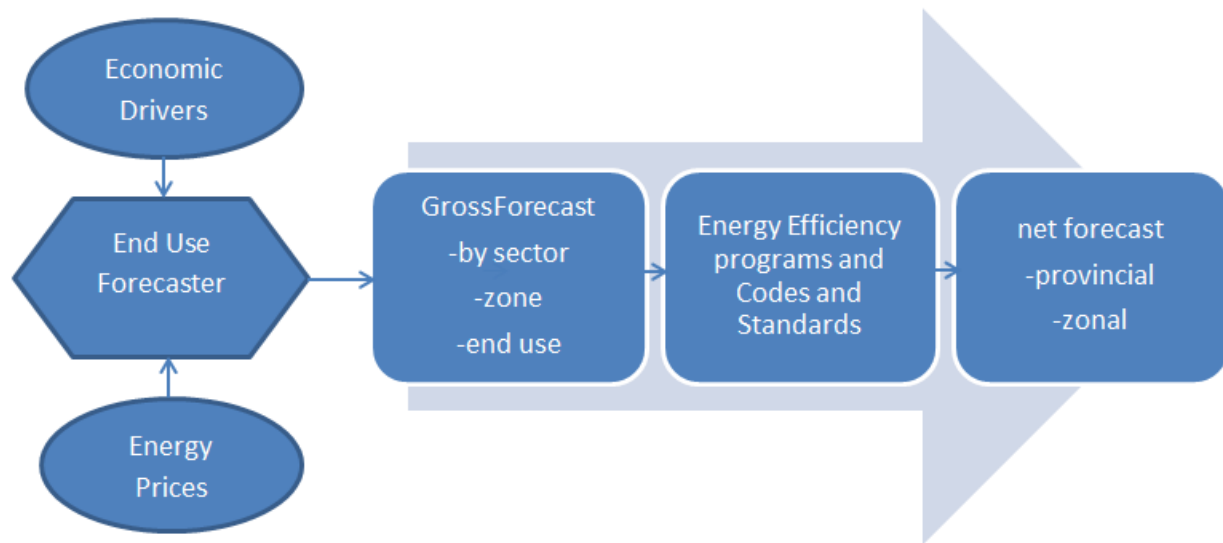 Economic
Drivers
End Use
Forecaster
Energy
Prices
GrossForecast
-by sector
-zone
-end use
Energy Efficiency
programs and
Codes and
Standards
net forecast
-provincial
-zonal